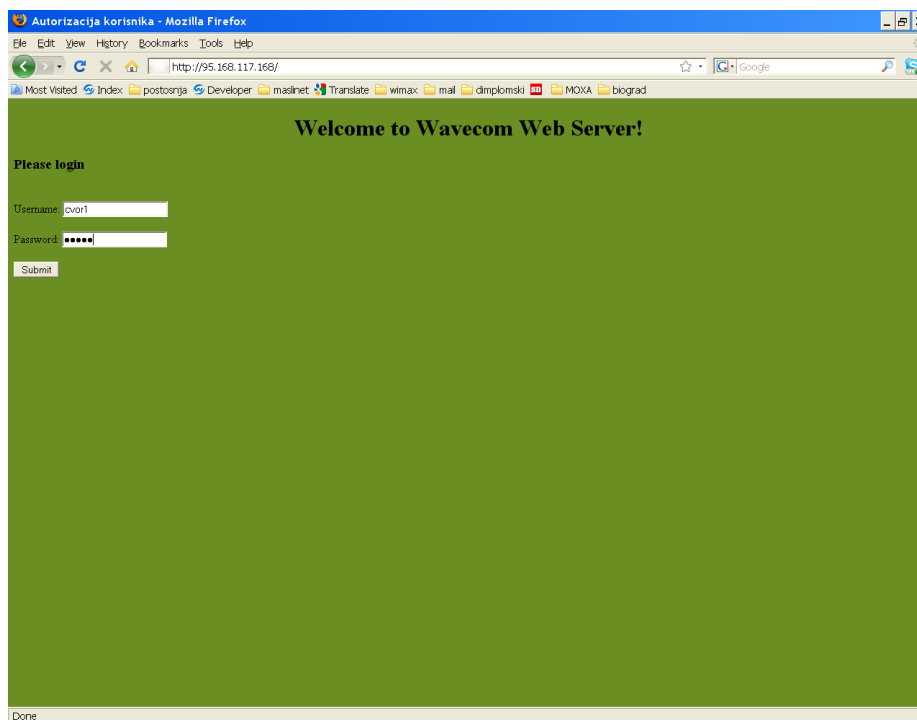 Autorizacija korisnika - Mozilla Firefox
File Edit View History Bookmarks Tools Help
http://95.168.117.168/ G Google
Most Visited Index postosnja Developer maslinet Translate wimax mail dimplomski SD MOXA biograd
Welcome to Wavecom Web Server!
Please login
Username: cvor1
Password: •••••
Submit
Done